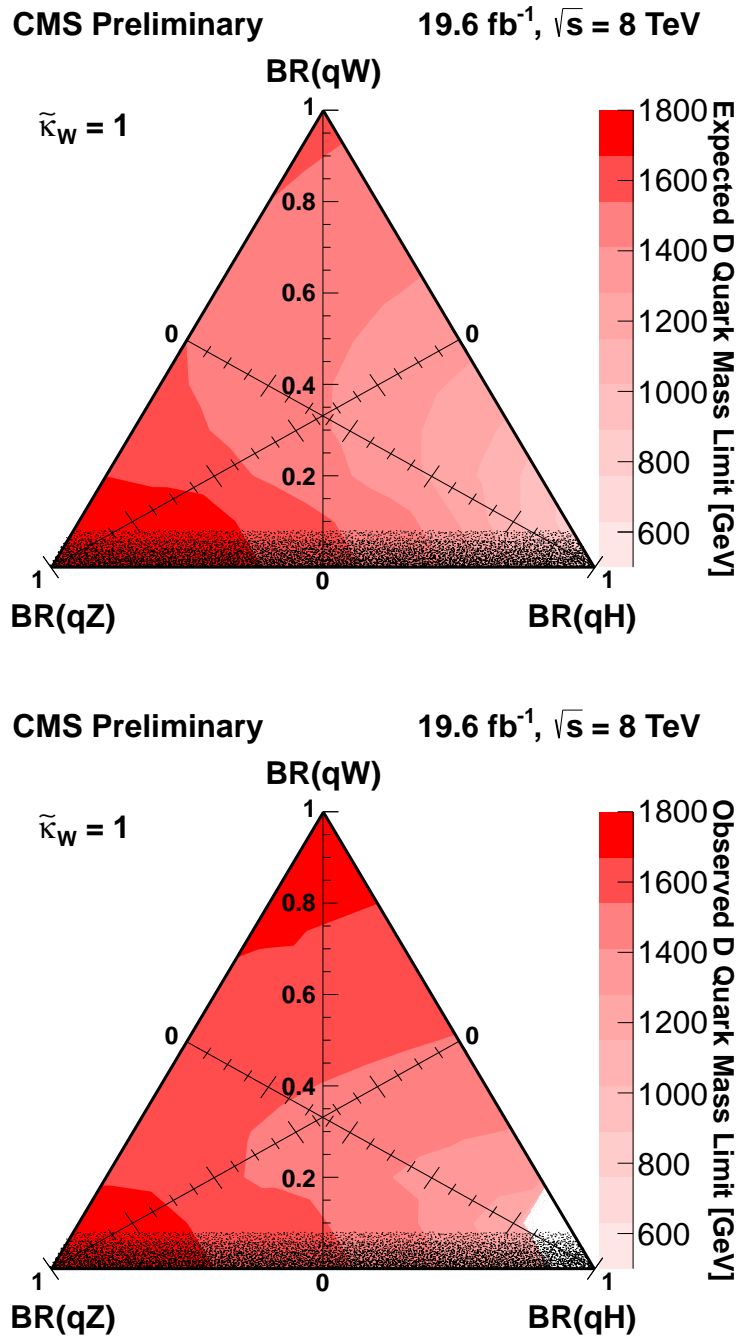 CMS Preliminary 19.6 fb⁻¹, √s = 8 TeV
BR(qW)
κ̃_W = 1
1
0.8
0.6
0.4
0.2
0
0
1
0
1
BR(qZ)
BR(qH)
1800
1600
1400
1200
1000
800
600
Expected D Quark Mass Limit [GeV]
CMS Preliminary 19.6 fb⁻¹, √s = 8 TeV
BR(qW)
κ̃_W = 1
1
0.8
0.6
0.4
0.2
0
0
1
0
1
BR(qZ)
BR(qH)
1800
1600
1400
1200
1000
800
600
Observed D Quark Mass Limit [GeV]